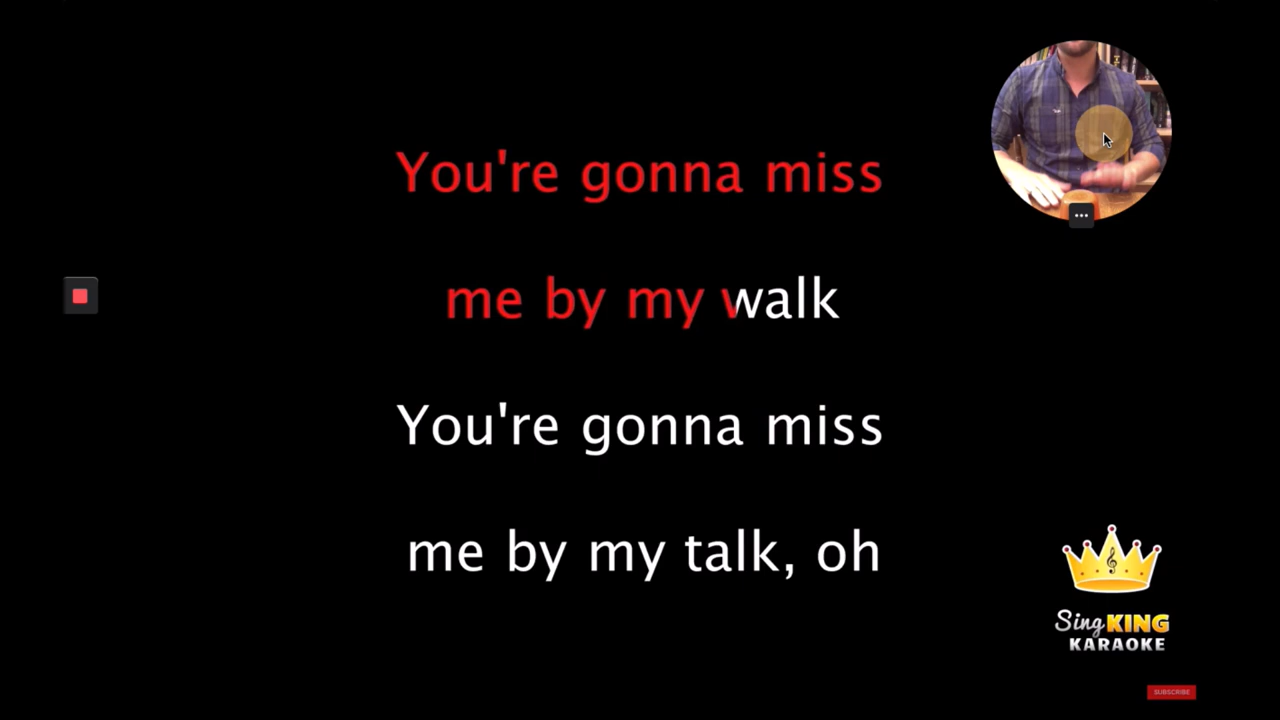 You're gonna miss
me by my walk
You're gonna miss
me by my talk, oh
Sing KING
KARAOKE
SUBSCRIBE